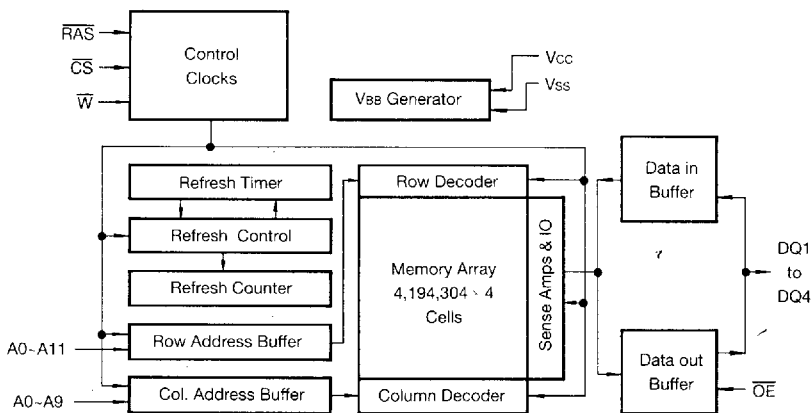 RAS
CS
W
Control
Clocks
VBB Generator
Vcc
Vss
Refresh Timer
Refresh Control
Refresh Counter
Row Address Buffer
Col. Address Buffer
A0~A11
A0~A9
Row Decoder
Memory Array
4,194,304 × 4
Cells
Column Decoder
Sense Amps & IO
Data in
Buffer
Data out
Buffer
DQ1
to
DQ4
OE